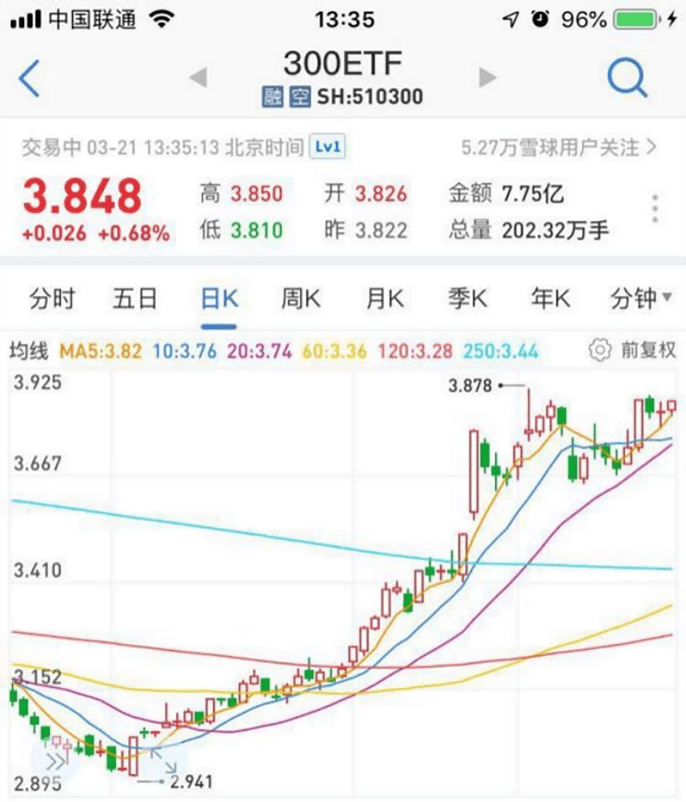 中国联通 13:35 96%
300ETF
融 空 SH:510300
交易中 03-21 13:35:13 北京时间 Lv1 5.27万雪球用户关注
3.848 高 3.850 开 3.826 金额 7.75亿
+0.026 +0.68% 低 3.810 昨 3.822 总量 202.32万手
分时 五日 日K 周K 月K 季K 年K 分钟
均线 MA5:3.82 10:3.76 20:3.74 60:3.36 120:3.28 250:3.44 前复权
3.925
3.878
3.667
3.410
3.152
2.895
2.941